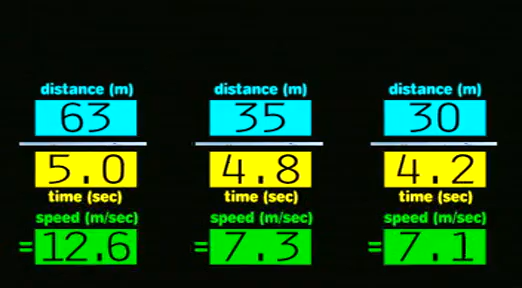 distance (m) distance (m) distance (m)
63 35 30
5.0 4.8 4.2
time (sec) time (sec) time (sec)
speed (m/sec) speed (m/sec) speed (m/sec)
=12.6 =7.3 =7.1